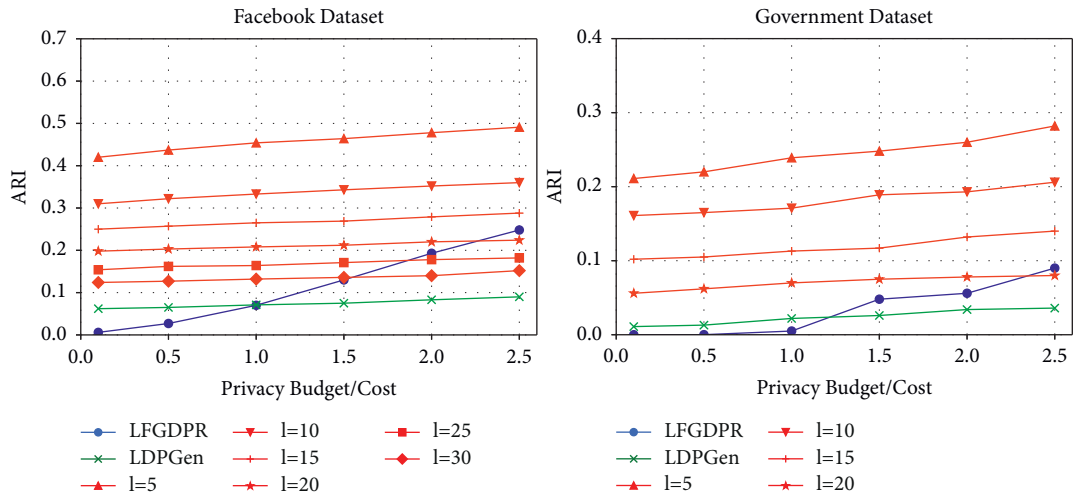 Facebook Dataset
0.7
0.6
0.5
0.4
0.3
0.2
0.1
0.0
ARI
0.0 0.5 1.0 1.5 2.0 2.5
Privacy Budget/Cost
LFGDPR
LDPGen
l=5
l=10
l=15
l=20
l=25
l=30
Government Dataset
0.4
0.3
0.2
0.1
0.0
ARI
0.0 0.5 1.0 1.5 2.0 2.5
Privacy Budget/Cost
LFGDPR
LDPGen
l=5
l=10
l=15
l=20